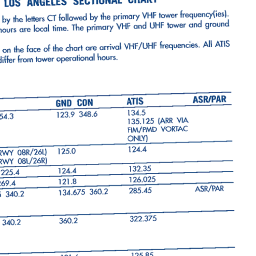 LOS ANGELES SECTIONAL CHART
by the letters CT followed by the primary VHF tower frequency(ies).
hours are local time. The primary VHF and UHF tower and ground
on the face of the chart are arrival VHF/UHF frequencies. All ATIS
differ from tower operational hours.
GND CON ATIS ASR/PAR
54.3 123.9 348.6 134.5
135.125 (ARR VIA
FIM/PMD VORTAC
ONLY)
RWY 08R/26L) 125.0 124.4
RWY 08L/26R)
225.4 124.4 132.35
269.4 121.8 126.025
340.2 134.675 360.2 285.45 ASR/PAR
340.2 360.2 322.375